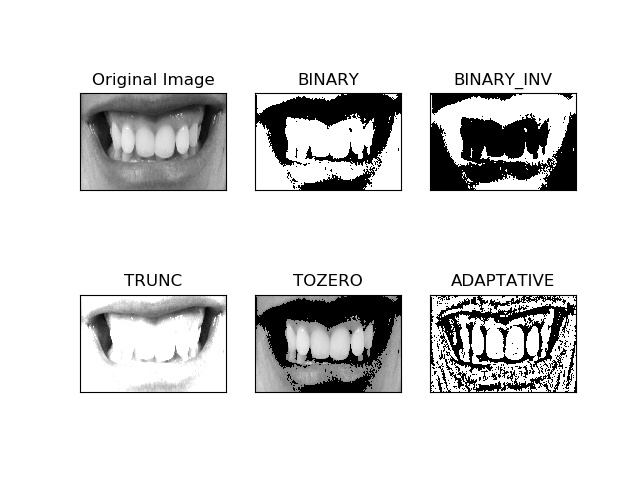 Original Image
BINARY
BINARY_INV
TRUNC
TOZERO
ADAPTATIVE